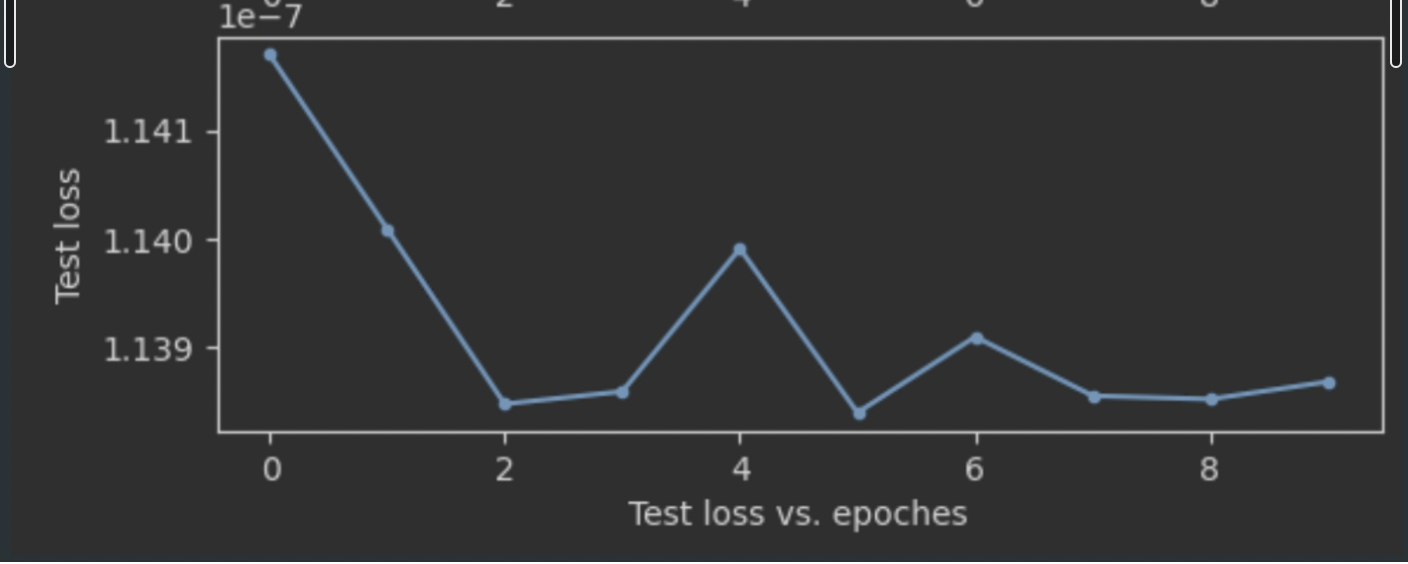 1e−7
1.141
1.140
1.139
Test loss
0 2 4 6 8
Test loss vs. epoches